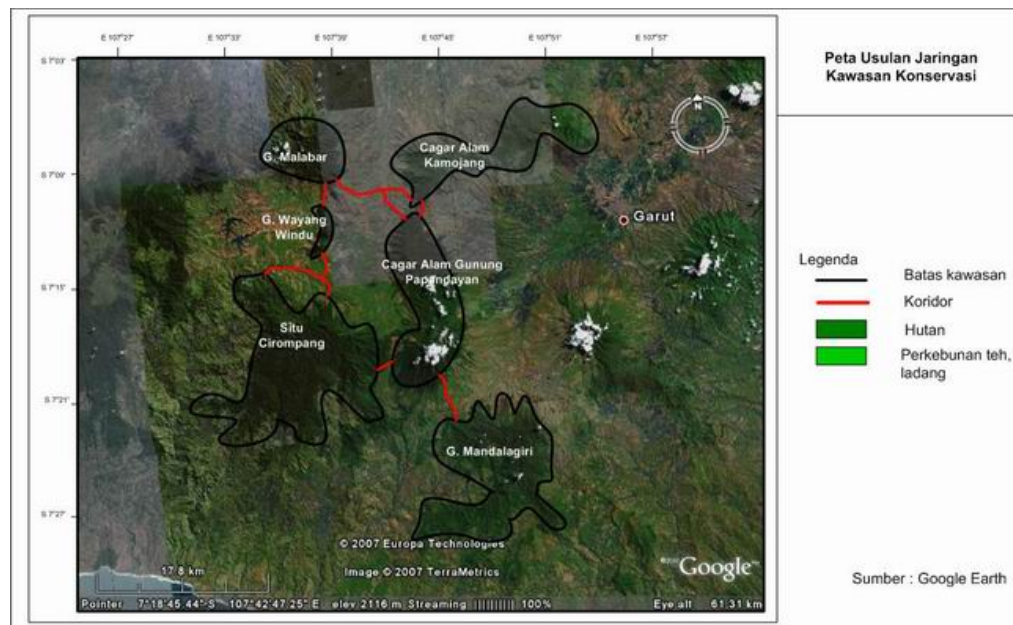 E 107°27'
E 107°33'
E 107°39'
E 107°45'
E 107°51'
E 107°57'
S 7°03'
S 7°09'
S 7°15'
S 7°21'
S 7°27'
G. Malabar
Cagar Alam
Kamojang
G. Wayang
Windu
Garut
Cagar Alam Gunung
Papandayan
Situ
Cirompang
G. Mandalagiri
N
© 2007 Europa Technologies
Image © 2007 TerraMetrics
17.8 km
Google
Pointer 7°18'45.44" S 107°42'47.25" E elev 2116 m Streaming |||||||||| 100% Eye alt 61.31 km
Peta Usulan Jaringan
Kawasan Konservasi
Legenda
Batas kawasan
Koridor
Hutan
Perkebunan teh,
ladang
Sumber : Google Earth